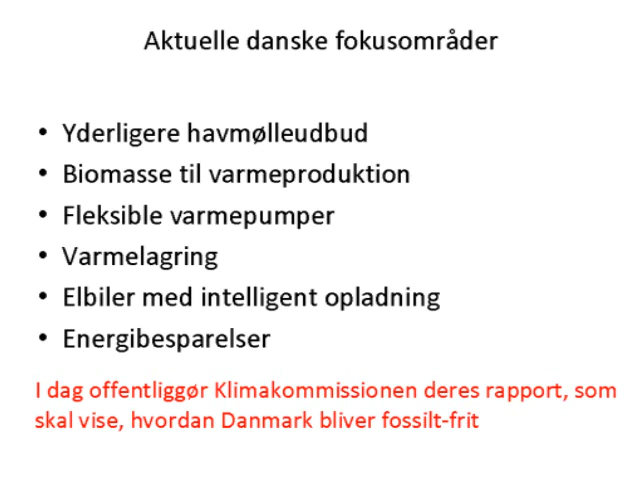 Aktuelle danske fokusområder
• Yderligere havmølleudbud
• Biomasse til varmeproduktion
• Fleksible varmepumper
• Varmelagring
• Elbiler med intelligent opladning
• Energibesparelser
I dag offentliggør Klimakommissionen deres rapport, som
skal vise, hvordan Danmark bliver fossilt-frit